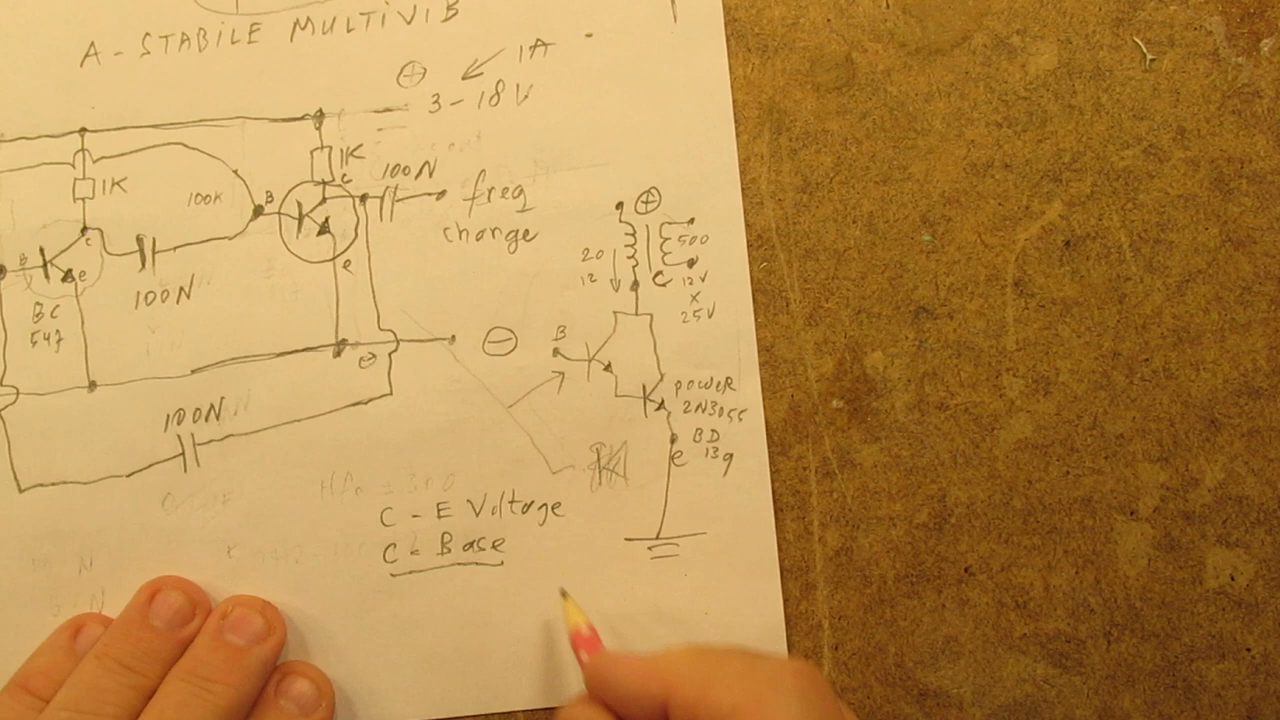 A - STABILE MULTIVIB
1A
+
3 - 18 V
1K
1K
C
100N
freq
change
100K
B
e
C
B
e
BC
547
100N
-
100N
+
20
12
500
12V
X
25V
B
POWER
2N3055
BD
139
e
C - E Voltage
C - Base